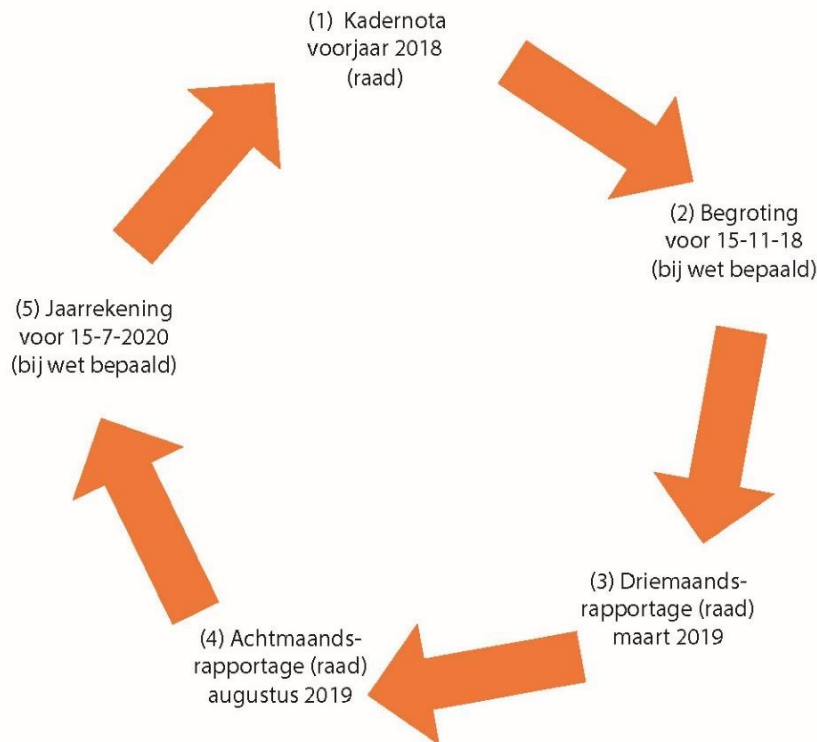 (1) Kadernota
voorjaar 2018
(raad)
(2) Begroting
voor 15-11-18
(bij wet bepaald)
(3) Driemaands-
rapportage (raad)
maart 2019
(4) Achtmaands-
rapportage (raad)
augustus 2019
(5) Jaarrekening
voor 15-7-2020
(bij wet bepaald)